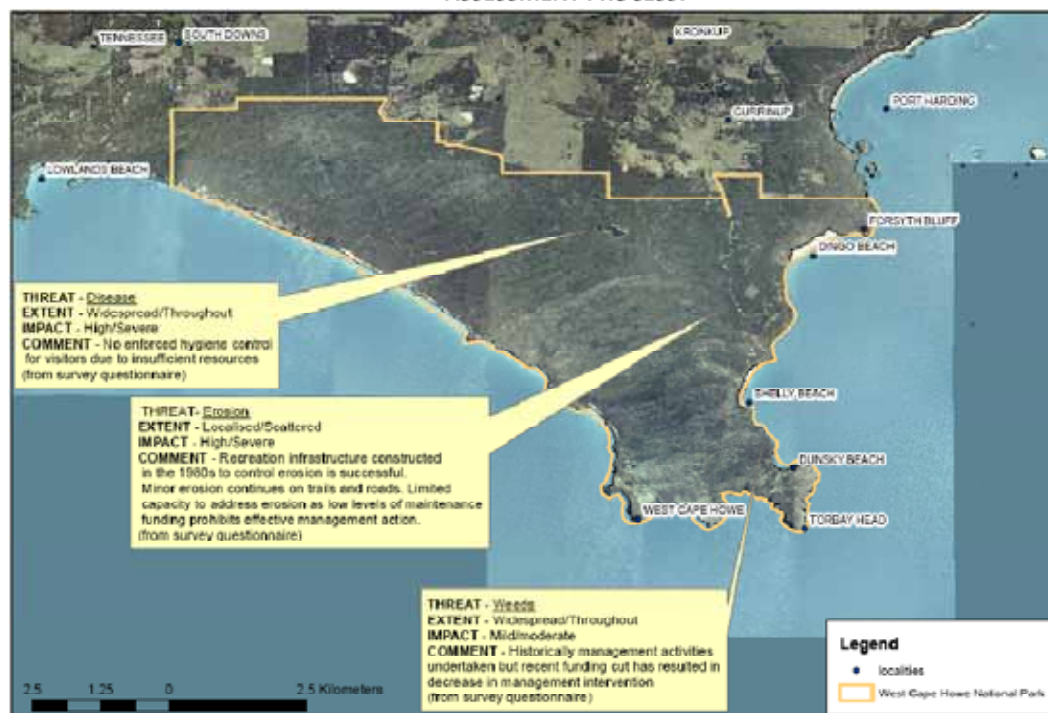 ASSESSMENT PROCESS.
TENNESSEE
SOUTH DOWNS
KRONKUP
PORT HARDING
CURRINUP
LOWLANDS BEACH
FORSYTH BLUFF
DINGO BEACH
THREAT - Disease
EXTENT - Widespread/Throughout
IMPACT - High/Severe
COMMENT - No enforced hygiene control
for visitors due to insufficient resources
(from survey questionnaire)
SHELLY BEACH
THREAT- Erosion
EXTENT - Localised/Scattered
IMPACT - High/Severe
COMMENT - Recreation infrastructure constructed
in the 1980s to control erosion is successful.
Minor erosion continues on trails and roads. Limited
capacity to address erosion as low levels of maintenance
funding prohibits effective management action.
(from survey questionnaire)
DUNSKY BEACH
WEST CAPE HOWE
TORBAY HEAD
THREAT - Weeds
EXTENT - Widespread/Throughout
IMPACT - Mild/moderate
COMMENT - Historically management activities
undertaken but recent funding cut has resulted in
decrease in management intervention
(from survey questionnaire)
Legend
localities
West Cape Howe National Park
2.5 1.25 0 2.5 Kilometers